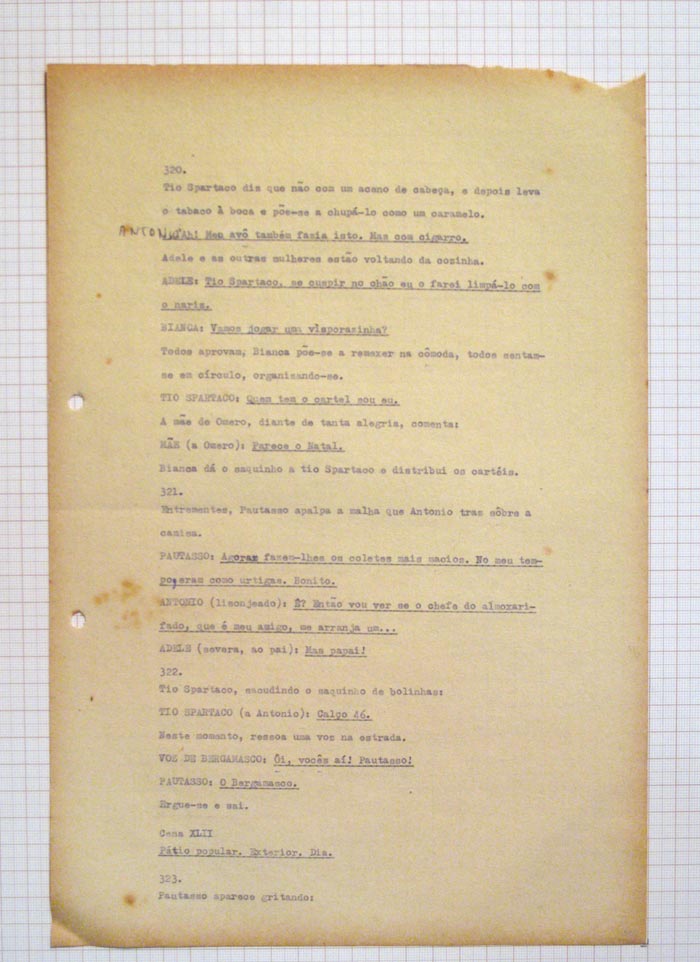 320.
Tio Spartaco diz que não com um aceno de cabeça, e depois leva
o tabaco à boca e põe-se a chupá-lo como um caramelo.
ANTONIO: Ah! Meu avô também fazia isto. Mas com cigarro.
Adele e as outras mulheres estão voltando da cozinha.
ADELE: Tio Spartaco, se cuspir no chão eu o farei limpá-lo com
o nariz.
BIANCA: Vamos jogar uma visporazinha?
Todos aprovam, Bianca põe-se a remexer na cômoda, todos sentam-
se em círculo, organizando-se.
TIO SPARTACO: Quem tem o cartel sou eu.
A mãe de Omero, diante de tanta alegria, comenta:
MÃE (a Omero): Parece o Natal.
Bianca dá o saquinho a tio Spartaco e distribui os cartéis.
321.
Entrementes, Pautasso apalpa a malha que Antonio traz sôbre a
camisa.
PAUTASSO: Agora fazem-lhes os coletes mais macios. No meu tem-
po, eram como urtigas. Bonito.
ANTONIO (lisonjeado): É? Então vou ver se o chefe do almoxari-
fado, que é meu amigo, me arranja um...
ADELE (severa, ao pai): Mas papai!
322.
Tio Spartaco, sacudindo o saquinho de bolinhas:
TIO SPARTACO (a Antonio): Calço 46.
Neste momento, ressoa uma voz na estrada.
VOZ DE BERGAMASCO: Ôi, vocês aí! Pautasso!
PAUTASSO: O Bergamasco.
Ergue-se e sai.
Cena XLII
Pátio popular. Exterior. Dia.
323.
Pautasso aparece gritando: